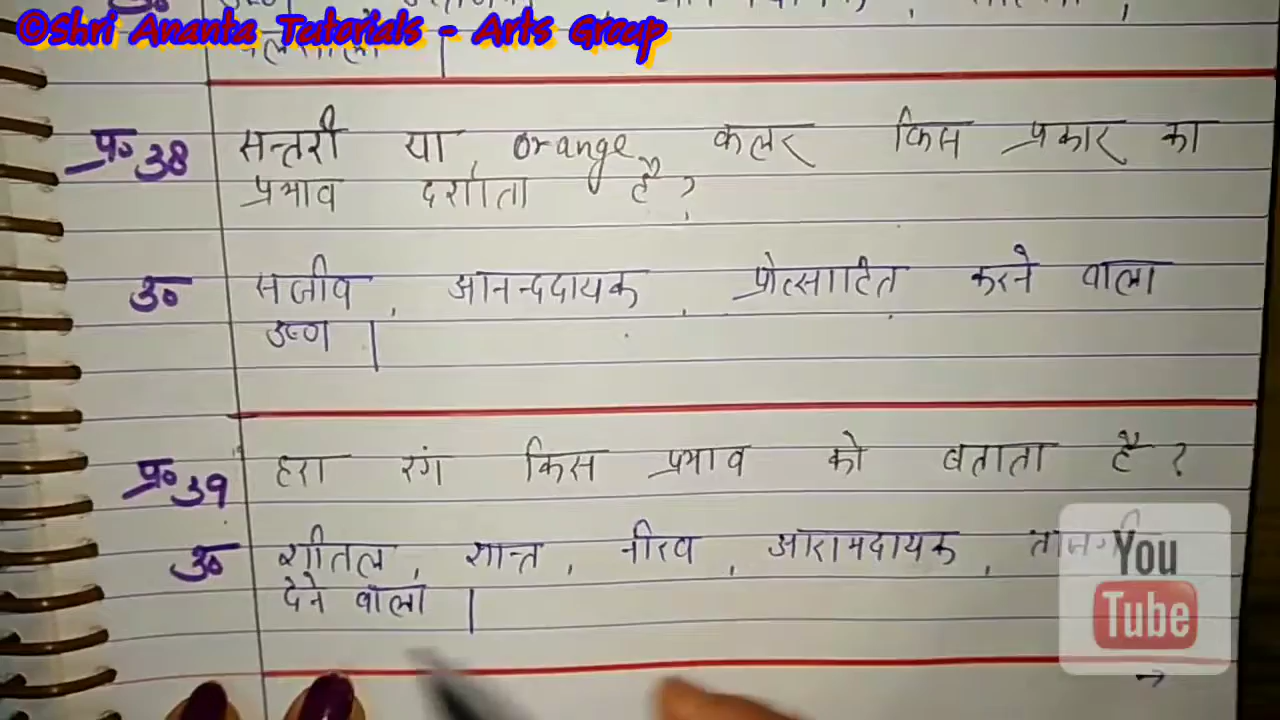 ©Shri Ananta Tutorials - Arts Group
प्र० 38 सन्तरी या orange कलर किस प्रकार का
प्रभाव दर्शाता है?
उ० सजीव, आनन्ददायक, प्रोत्साहित करने वाला
उष्ण |
प्र० 39 हरा रंग किस प्रभाव को बताता है?
उ० शीतल, शान्त, नीरव, आरामदायक, ताजगी
देने वाला |
You
Tube
→